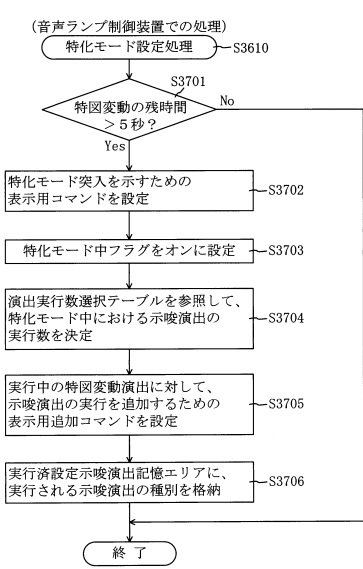 (音声ランプ制御装置での処理)
特化モード設定処理
S3610
S3701
特図変動の残時間
＞５秒？
No
Yes
特化モード突入を示すための
表示用コマンドを設定
S3702
特化モード中フラグをオンに設定
S3703
演出実行数選択テーブルを参照して、
特化モード中における示唆演出の
実行数を決定
S3704
実行中の特図変動演出に対して、
示唆演出の実行を追加するための
表示用追加コマンドを設定
S3705
実行済設定示唆演出記憶エリアに、
実行される示唆演出の種別を格納
S3706
終了